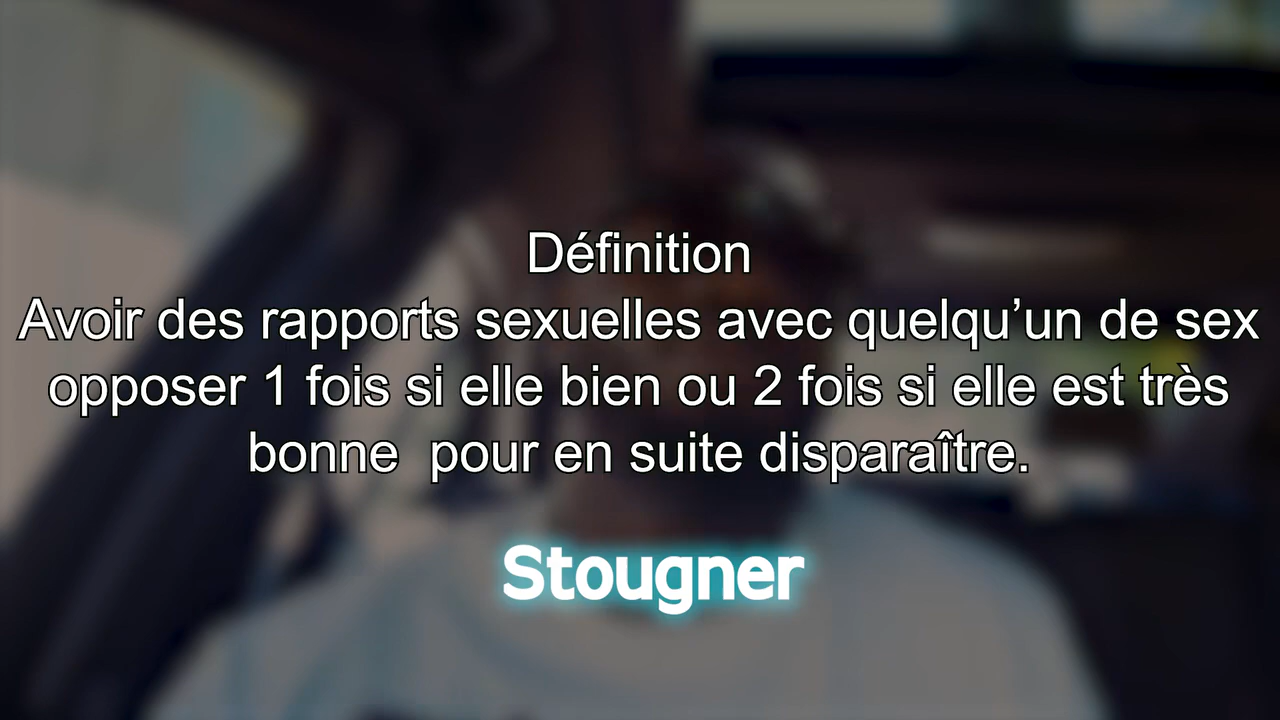 Définition
Avoir des rapports sexuelles avec quelqu’un de sex
opposer 1 fois si elle bien ou 2 fois si elle est très
bonne  pour en suite disparaître.
Stougner